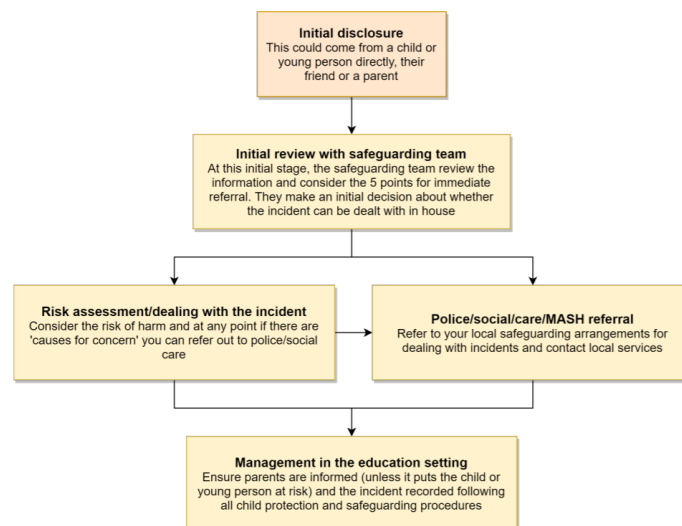 Initial disclosure
This could come from a child or
young person directly, their
friend or a parent
Initial review with safeguarding team
At this initial stage, the safeguarding team review the
information and consider the 5 points for immediate
referral. They make an initial decision about whether
the incident can be dealt with in house
Risk assessment/dealing with the incident
Consider the risk of harm and at any point if there are
'causes for concern' you can refer out to police/social
care
Police/social/care/MASH referral
Refer to your local safeguarding arrangements for
dealing with incidents and contact local services
Management in the education setting
Ensure parents are informed (unless it puts the child or
young person at risk) and the incident recorded following
all child protection and safeguarding procedures